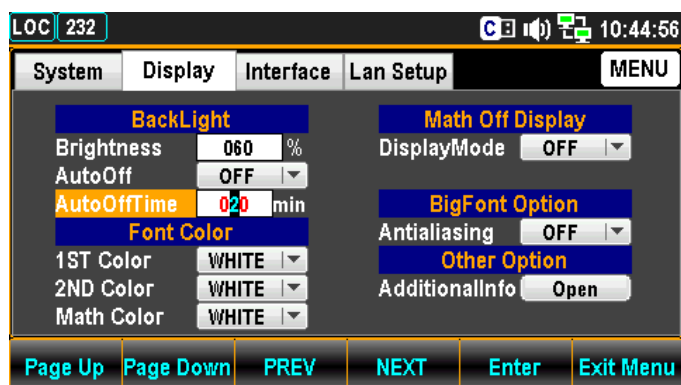 LOC 232 C 10:44:56
System Display Interface Lan Setup MENU
BackLight
Brightness 060 %
AutoOff OFF
AutoOffTime 020 min
Font Color
1ST Color WHITE
2ND Color WHITE
Math Color WHITE
Math Off Display
DisplayMode OFF
BigFont Option
Antialiasing OFF
Other Option
AdditionalInfo Open
Page Up Page Down PREV NEXT Enter Exit Menu